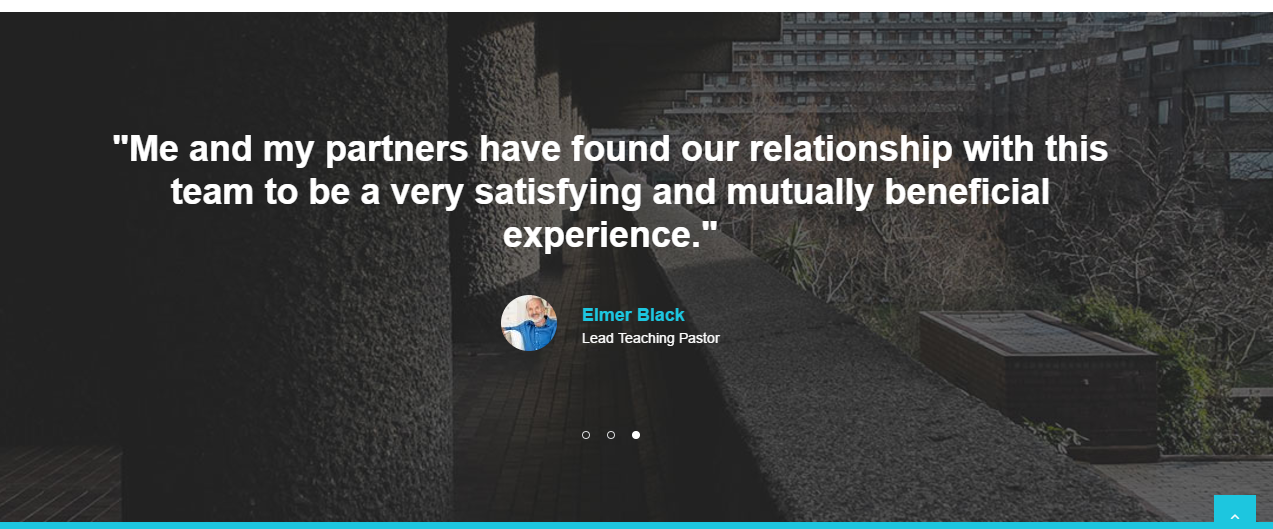 "Me and my partners have found our relationship with this
team to be a very satisfying and mutually beneficial
experience."
Elmer Black
Lead Teaching Pastor